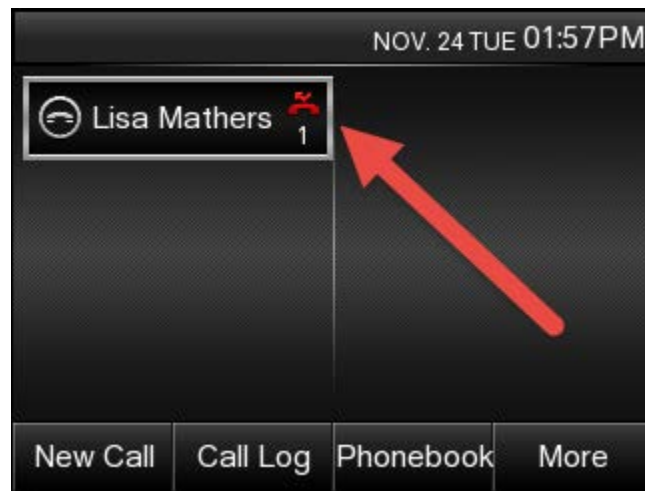 NOV. 24 TUE 01:57PM
Lisa Mathers
1
New Call Call Log Phonebook More